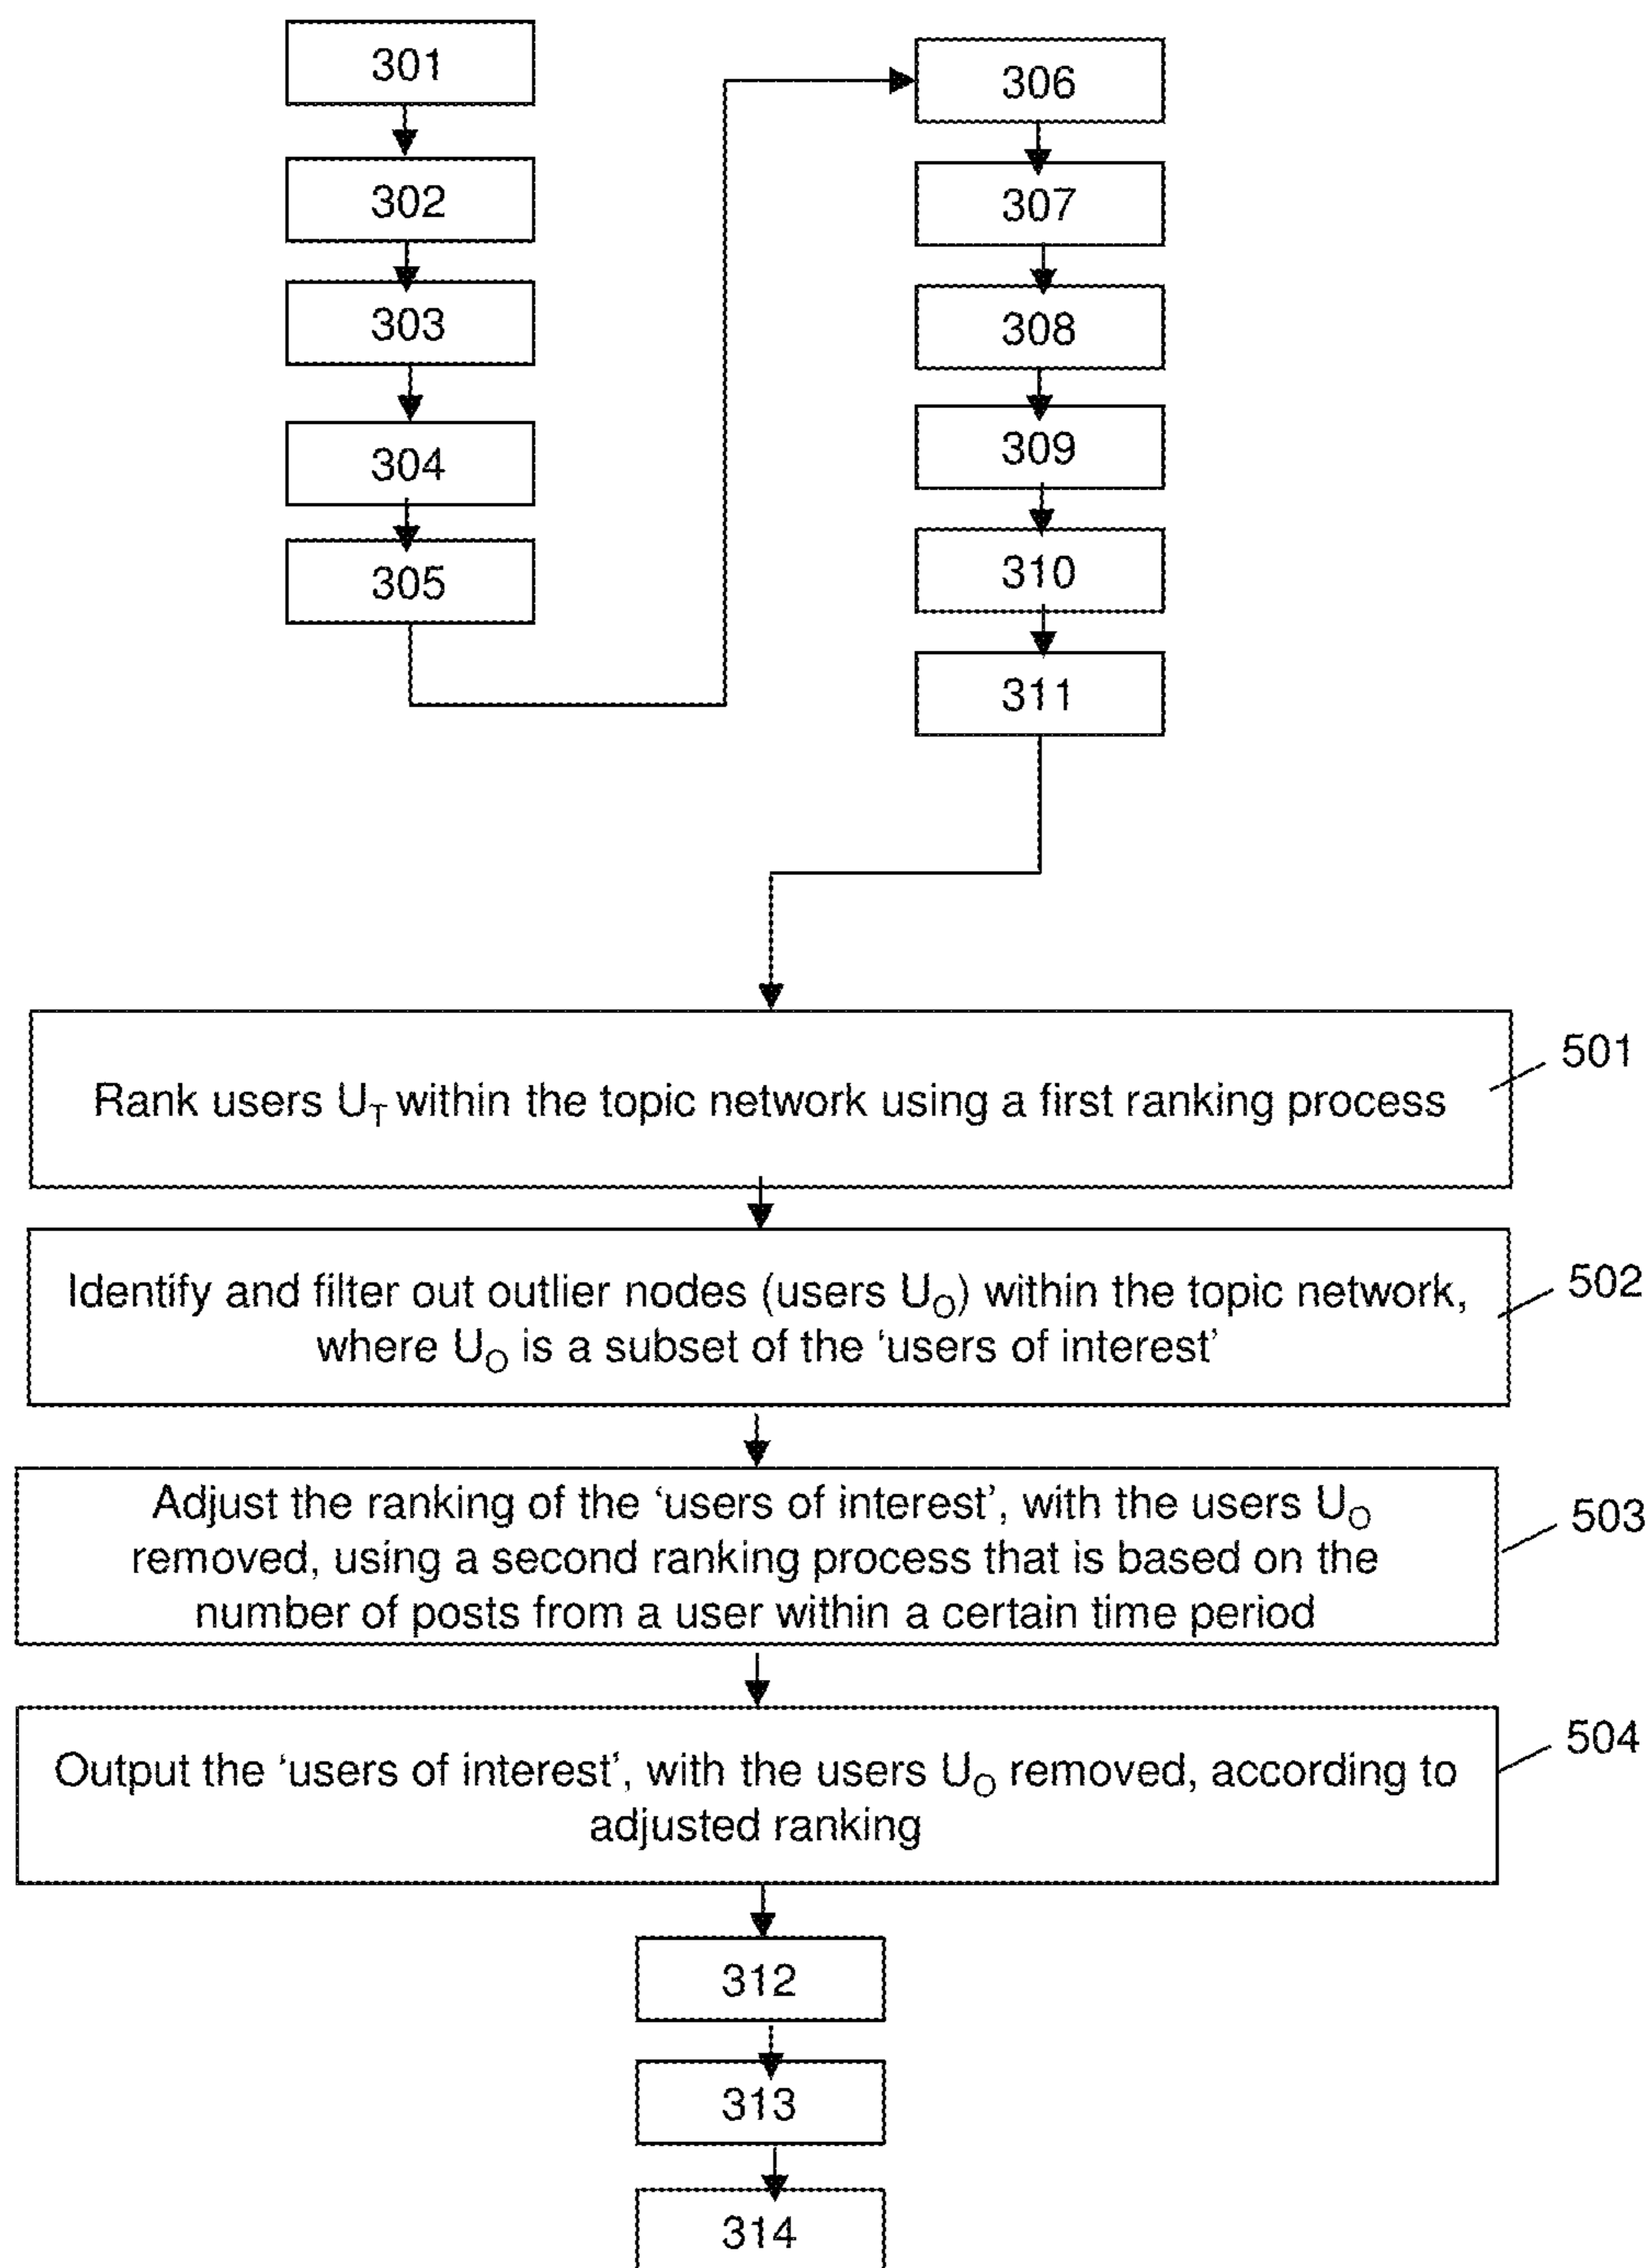 301
302
303
304
305
306
307
308
309
310
311
Rank users U_T within the topic network using a first ranking process
501
Identify and filter out outlier nodes (users U_O) within the topic network,
where U_O is a subset of the ‘users of interest’
502
Adjust the ranking of the ‘users of interest’, with the users U_O
removed, using a second ranking process that is based on the
number of posts from a user within a certain time period
503
Output the ‘users of interest’, with the users U_O removed, according to
adjusted ranking
504
312
313
314